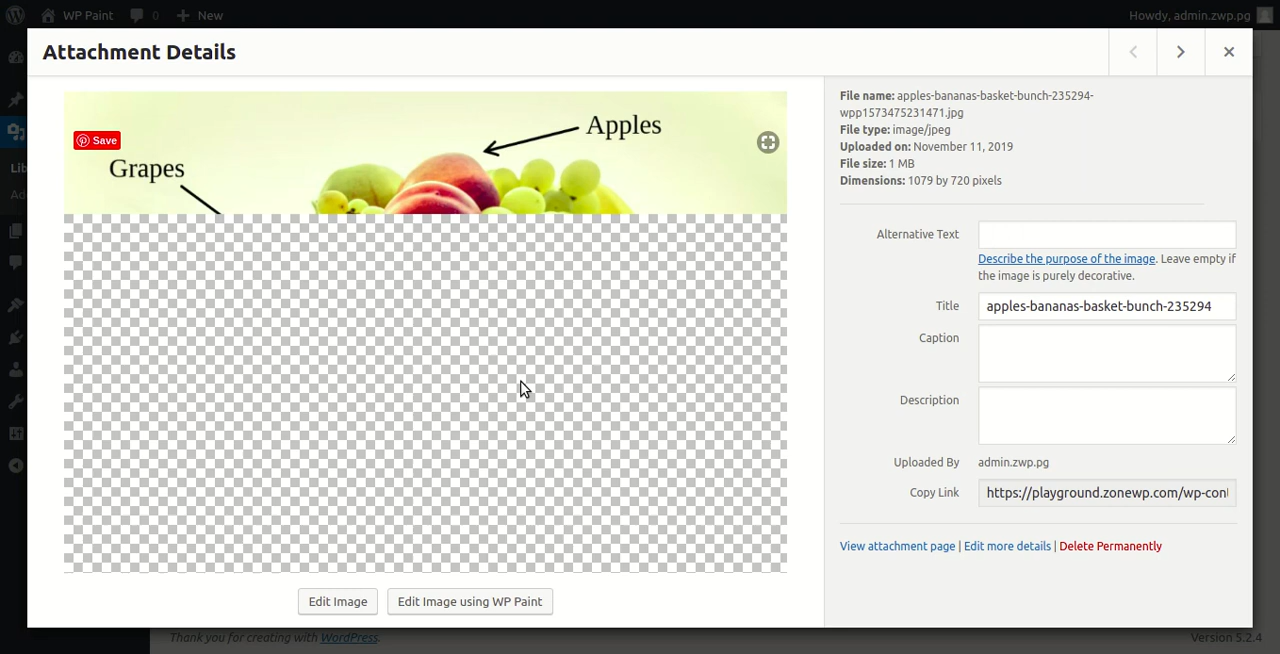 WP Paint
0
New
Howdy, admin.zwp.pg
Attachment Details
Save
Apples
Grapes
File name: apples-bananas-basket-bunch-235294-
wpp1573475231471.jpg
File type: image/jpeg
Uploaded on: November 11, 2019
File size: 1 MB
Dimensions: 1079 by 720 pixels
Alternative Text
Describe the purpose of the image. Leave empty if
the image is purely decorative.
Title
apples-bananas-basket-bunch-235294
Caption
Description
Uploaded By
admin.zwp.pg
Copy Link
https://playground.zonewp.com/wp-cont
View attachment page | Edit more details | Delete Permanently
Edit Image
Edit Image using WP Paint
Lib
Ad
Thank you for creating with WordPress.
Version 5.2.4